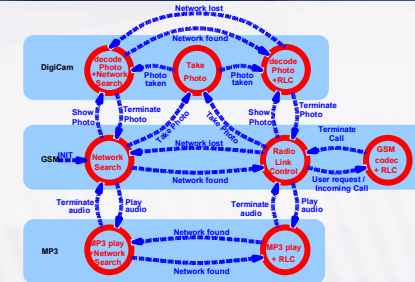 Network lost
Network found
DigiCam
decode
Photo
+Network
Search
Take
Photo
decode
Photo
+RLC
Photo
taken
Photo
taken
Show
Photo
Terminate
Photo
Take Photo
Take Photo
Show
Photo
Terminate
Photo
Network lost
Terminate
Call
GSM
INIT
Network
Search
Radio
Link
Control
GSM
codec
+ RLC
Network found
User request /
Incoming Call
Terminate
audio
Play
audio
Terminate
audio
Play
audio
Network found
MP3
MP3 play
+Network
Search
MP3 play
+ RLC
Network found